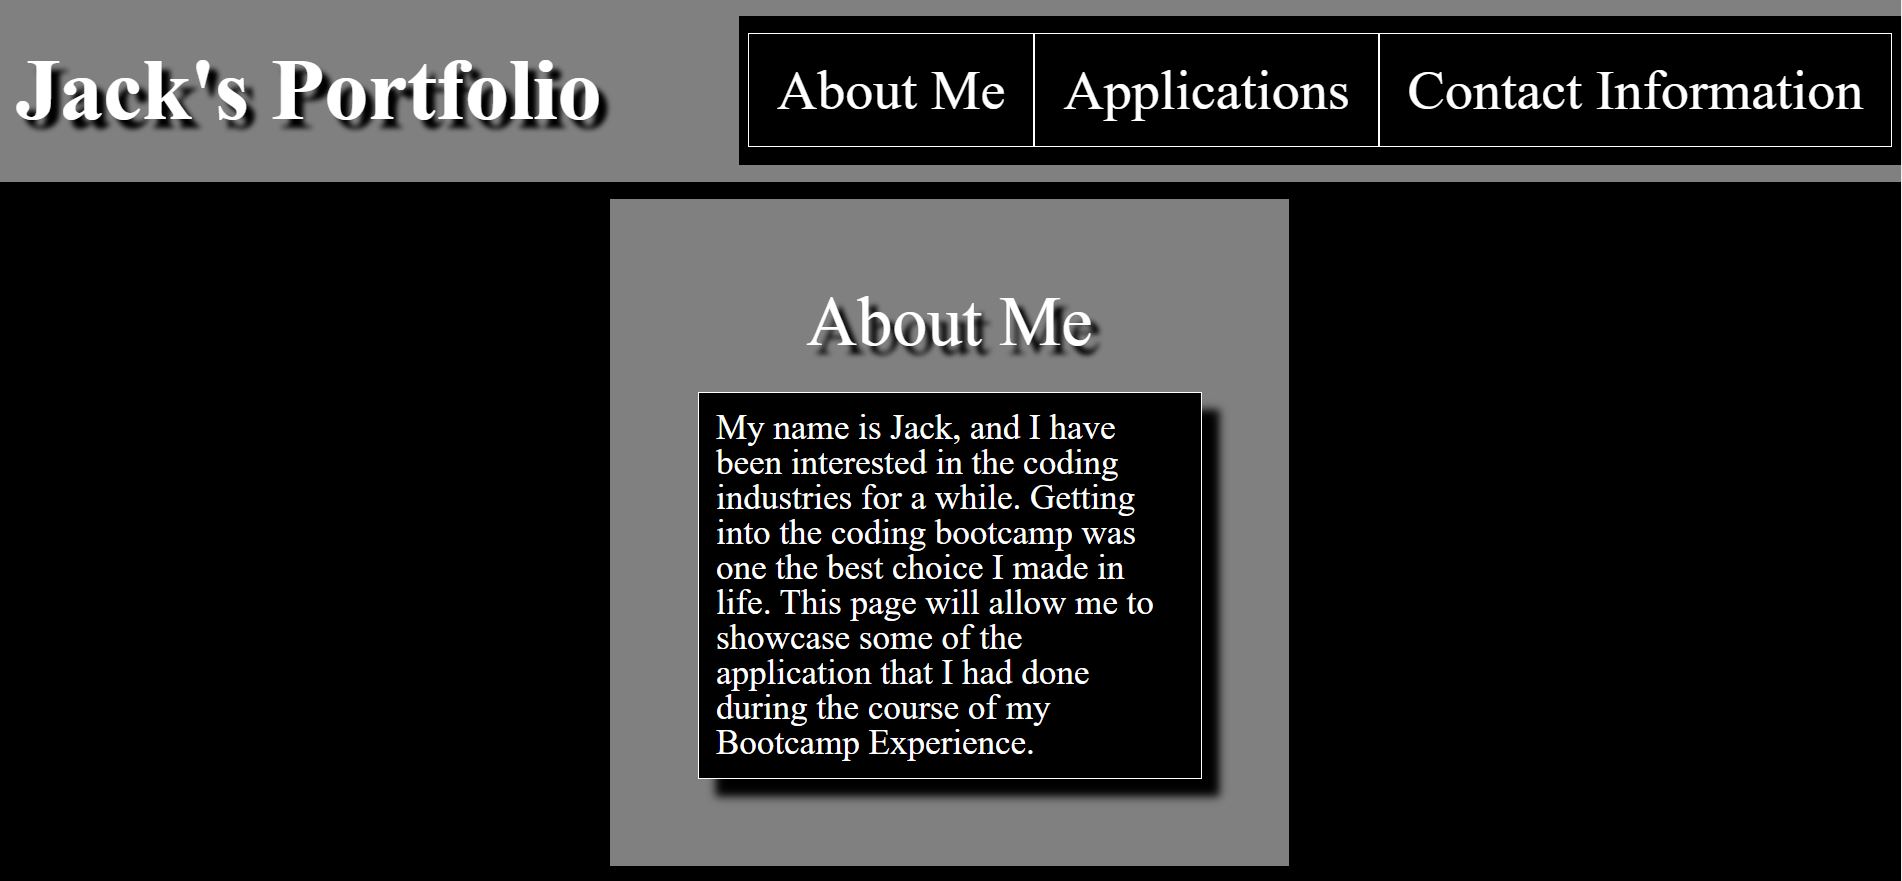 Jack's Portfolio
About Me
Applications
Contact Information
About Me
My name is Jack, and I have
been interested in the coding
industries for a while. Getting
into the coding bootcamp was
one the best choice I made in
life. This page will allow me to
showcase some of the
application that I had done
during the course of my
Bootcamp Experience.